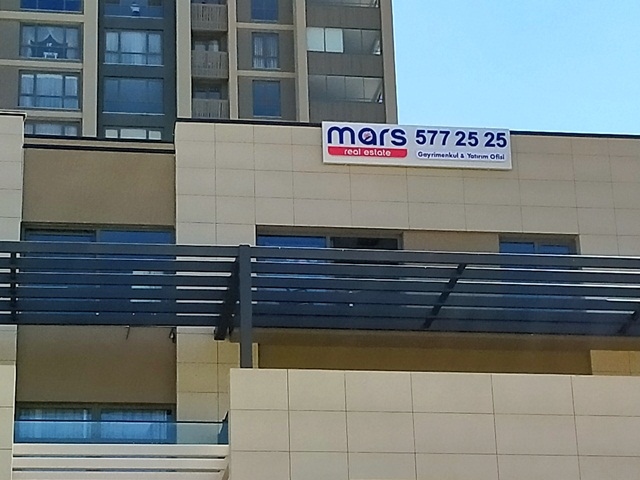 mars 577 25 25
real estate Gayrimenkul & Yatırım Ofisi